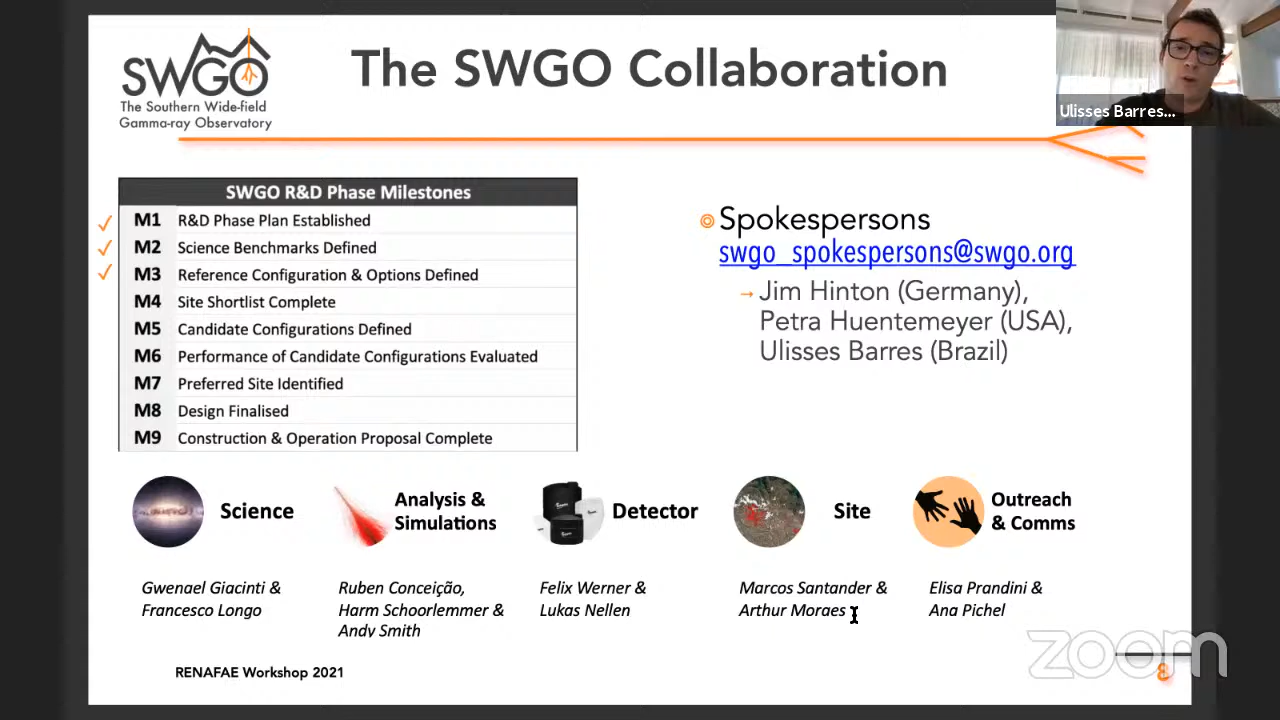 SWGO
The Southern Wide-field
Gamma-ray Observatory
The SWGO Collaboration
Ulisses Barres...
SWGO R&D Phase Milestones
M1 R&D Phase Plan Established
M2 Science Benchmarks Defined
M3 Reference Configuration & Options Defined
M4 Site Shortlist Complete
M5 Candidate Configurations Defined
M6 Performance of Candidate Configurations Evaluated
M7 Preferred Site Identified
M8 Design Finalised
M9 Construction & Operation Proposal Complete
Spokespersons
swgo_spokespersons@swgo.org
→ Jim Hinton (Germany),
Petra Huentemeyer (USA),
Ulisses Barres (Brazil)
Science
Analysis &
Simulations
Detector
Site
Outreach
& Comms
Gwenael Giacinti &
Francesco Longo
Ruben Conceição,
Harm Schoorlemmer &
Andy Smith
Felix Werner &
Lukas Nellen
Marcos Santander &
Arthur Moraes
Elisa Prandini &
Ana Pichel
RENAFAE Workshop 2021
zoom
8